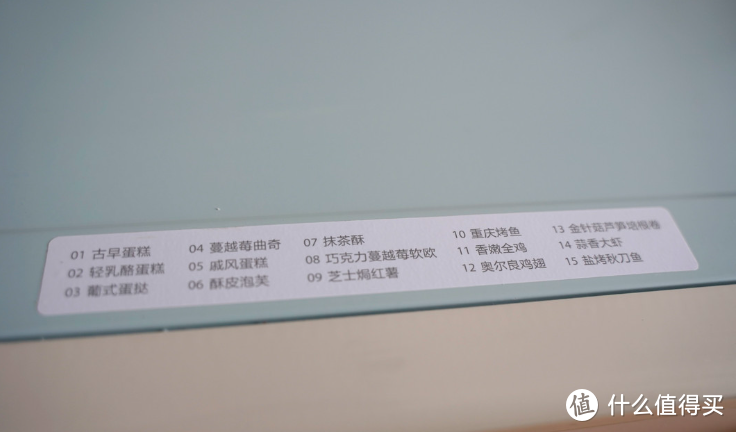 01 古早蛋糕
02 轻乳酪蛋糕
03 葡式蛋挞
04 蔓越莓曲奇
05 戚风蛋糕
06 酥皮泡芙
07 抹茶酥
08 巧克力蔓越莓软欧
09 芝士焗红薯
10 重庆烤鱼
11 香嫩全鸡
12 奥尔良鸡翅
13 金针菇芦笋培根卷
14 蒜香大虾
15 盐烤秋刀鱼
值 什么值得买